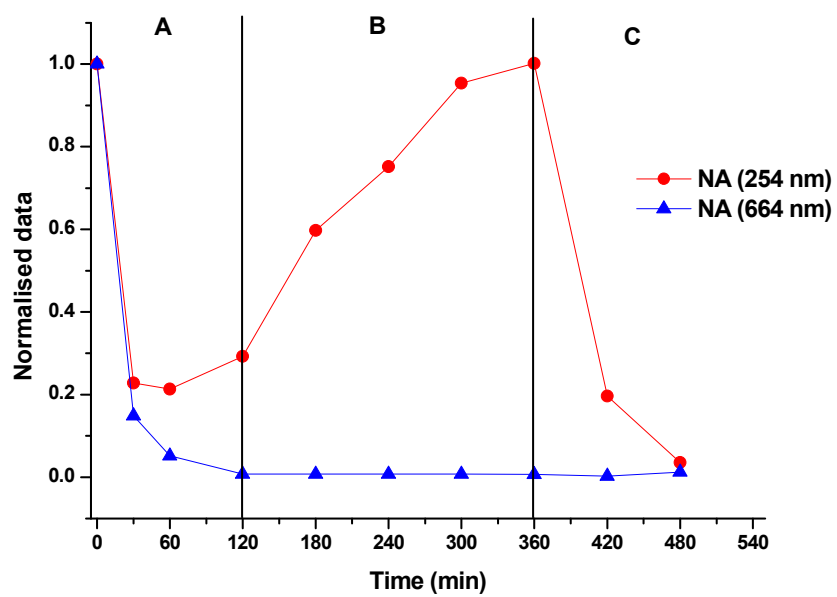 A
B
C
1.0
0.8
0.6
0.4
0.2
0.0
Normalised data
NA (254 nm)
NA (664 nm)
0 60 120 180 240 300 360 420 480 540
Time (min)